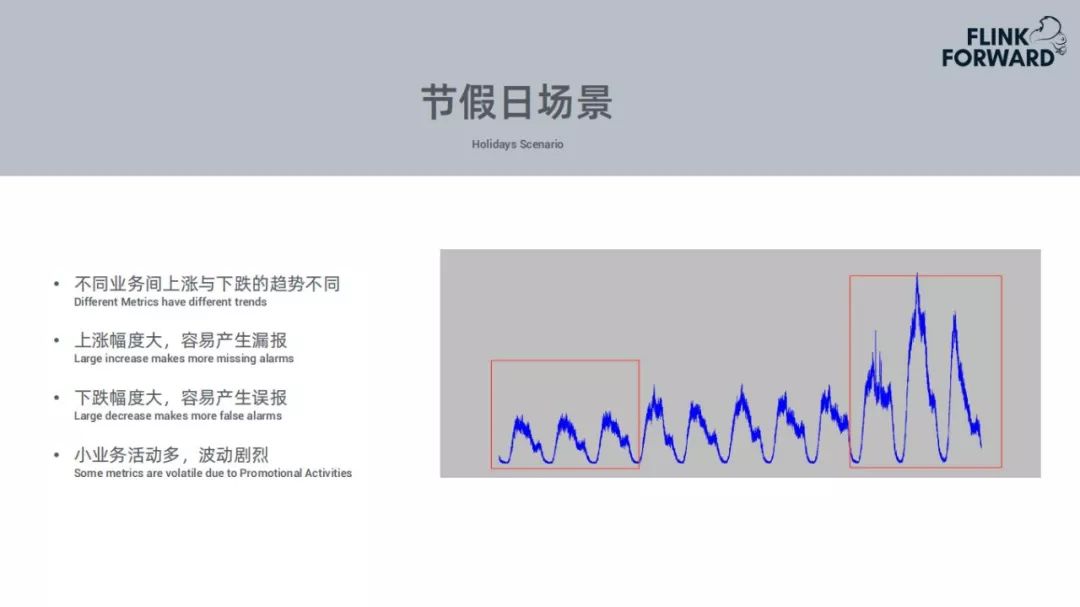 FLINK
FORWARD
节假日场景
Holidays Scenario
• 不同业务间上涨与下跌的趋势不同
Different Metrics have different trends
• 上涨幅度大，容易产生漏报
Large increase makes more missing alarms
• 下跌幅度大，容易产生误报
Large decrease makes more false alarms
• 小业务活动多，波动剧烈
Some metrics are volatile due to Promotional Activities